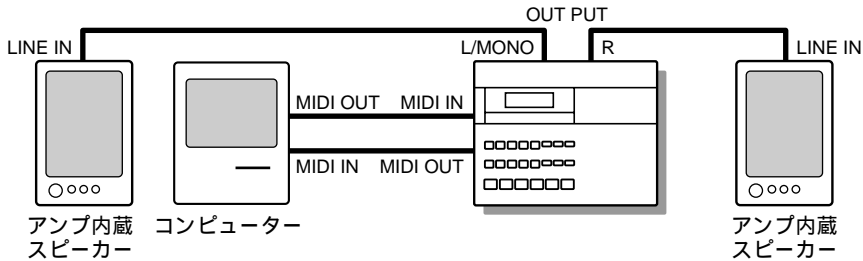 OUT PUT
LINE IN
L/MONO
R
LINE IN
MIDI OUT
MIDI IN
MIDI IN
MIDI OUT
アンプ内蔵
スピーカー
コンピューター
アンプ内蔵
スピーカー